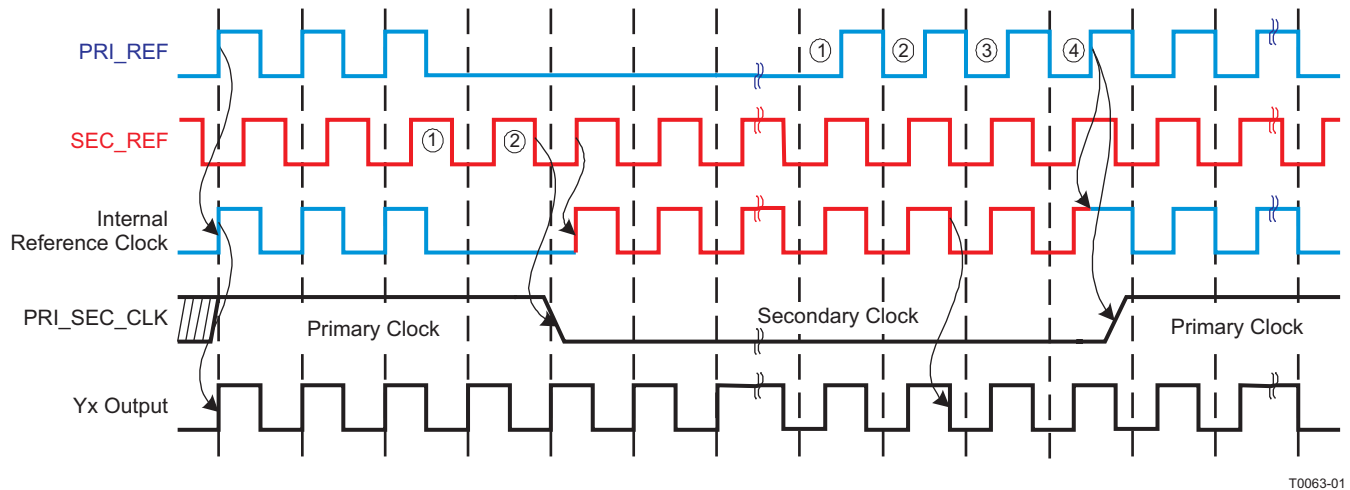 PRI_REF
① ② ③ ④
SEC_REF
① ②
Internal
Reference Clock
PRI_SEC_CLK
Primary Clock
Secondary Clock
Primary Clock
Yx Output
T0063-01